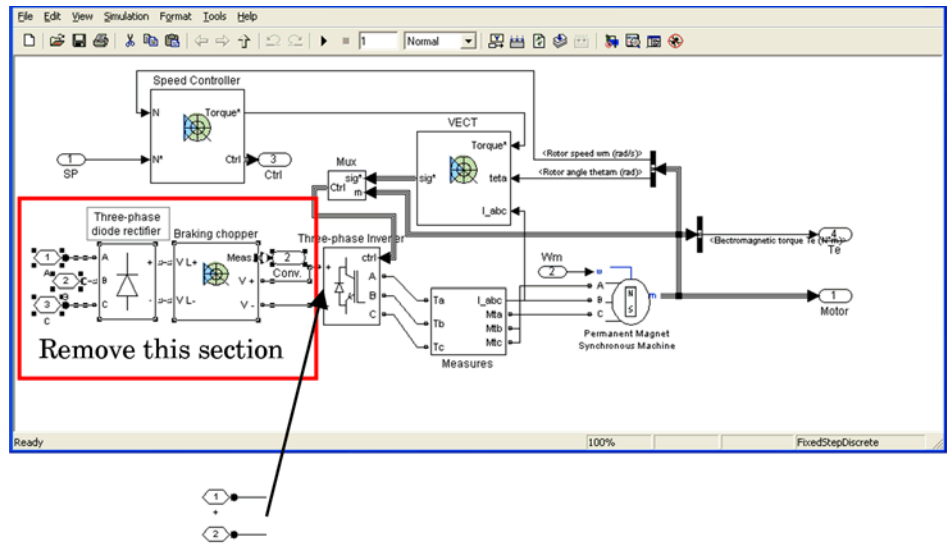 File Edit View Simulation Format Tools Help
1 Normal
Speed Controller
N Torque*
N* Ctrl
1
SP
3
Ctrl
VECT
Torque*
sig* teta
I_abc
Mux
sig*
Ctrl
m
<Rotor speed wm (rad/s)>
<Rotor angle thetam (rad)>
<Electromagnetic torque Te (N*m)>
4
Te
Three-phase
diode rectifier
Braking chopper
Three-phase Inverter
1
A
2
B
3
C
A +
B
C -
V L+ Meas
V +
V L- V -
2
Conv.
+ ctrl
A
B
C
Ta I_abc
Mta
Tb Mtb
Mtc
Tc
Measures
Wm
2
w
A
B
C
N
S
m
Permanent Magnet
Synchronous Machine
1
Motor
Remove this section
Ready 100% FixedStepDiscrete
1
+
2